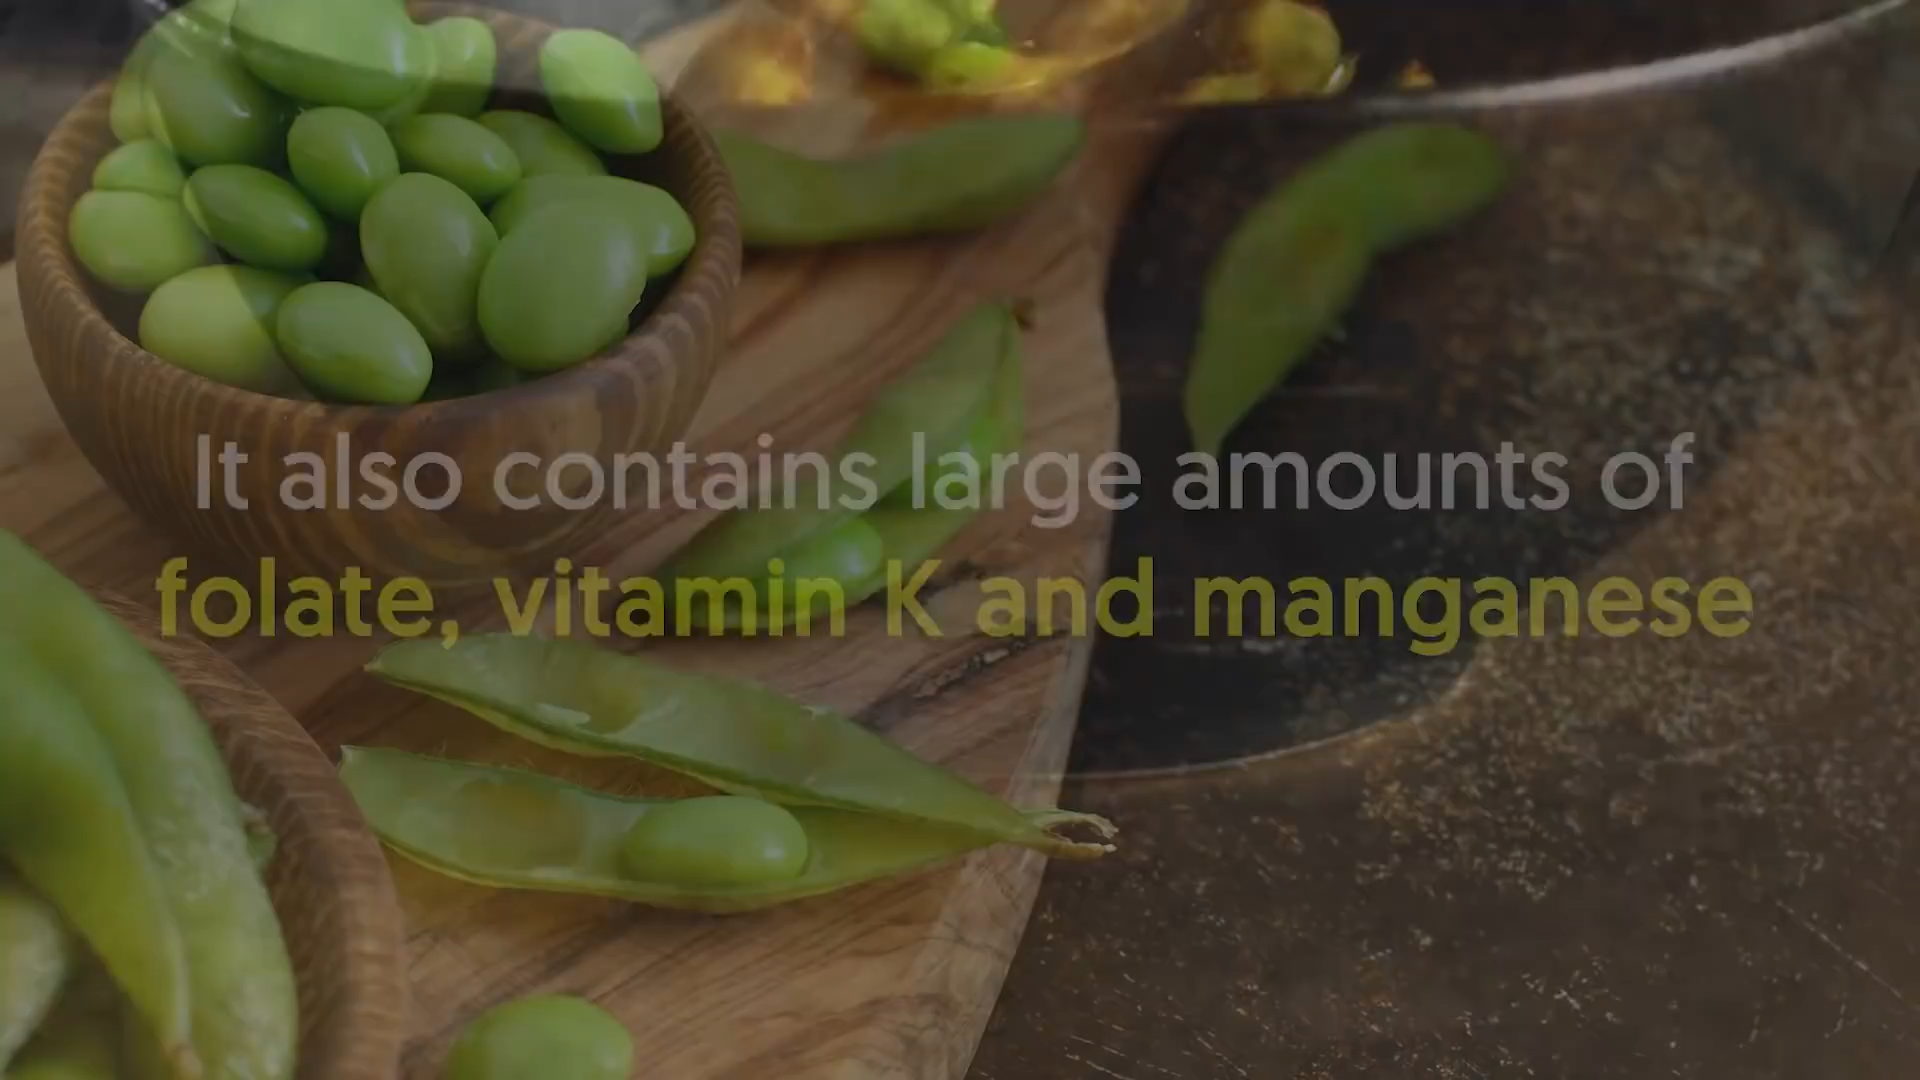 It also contains large amounts of
folate, vitamin K and manganese